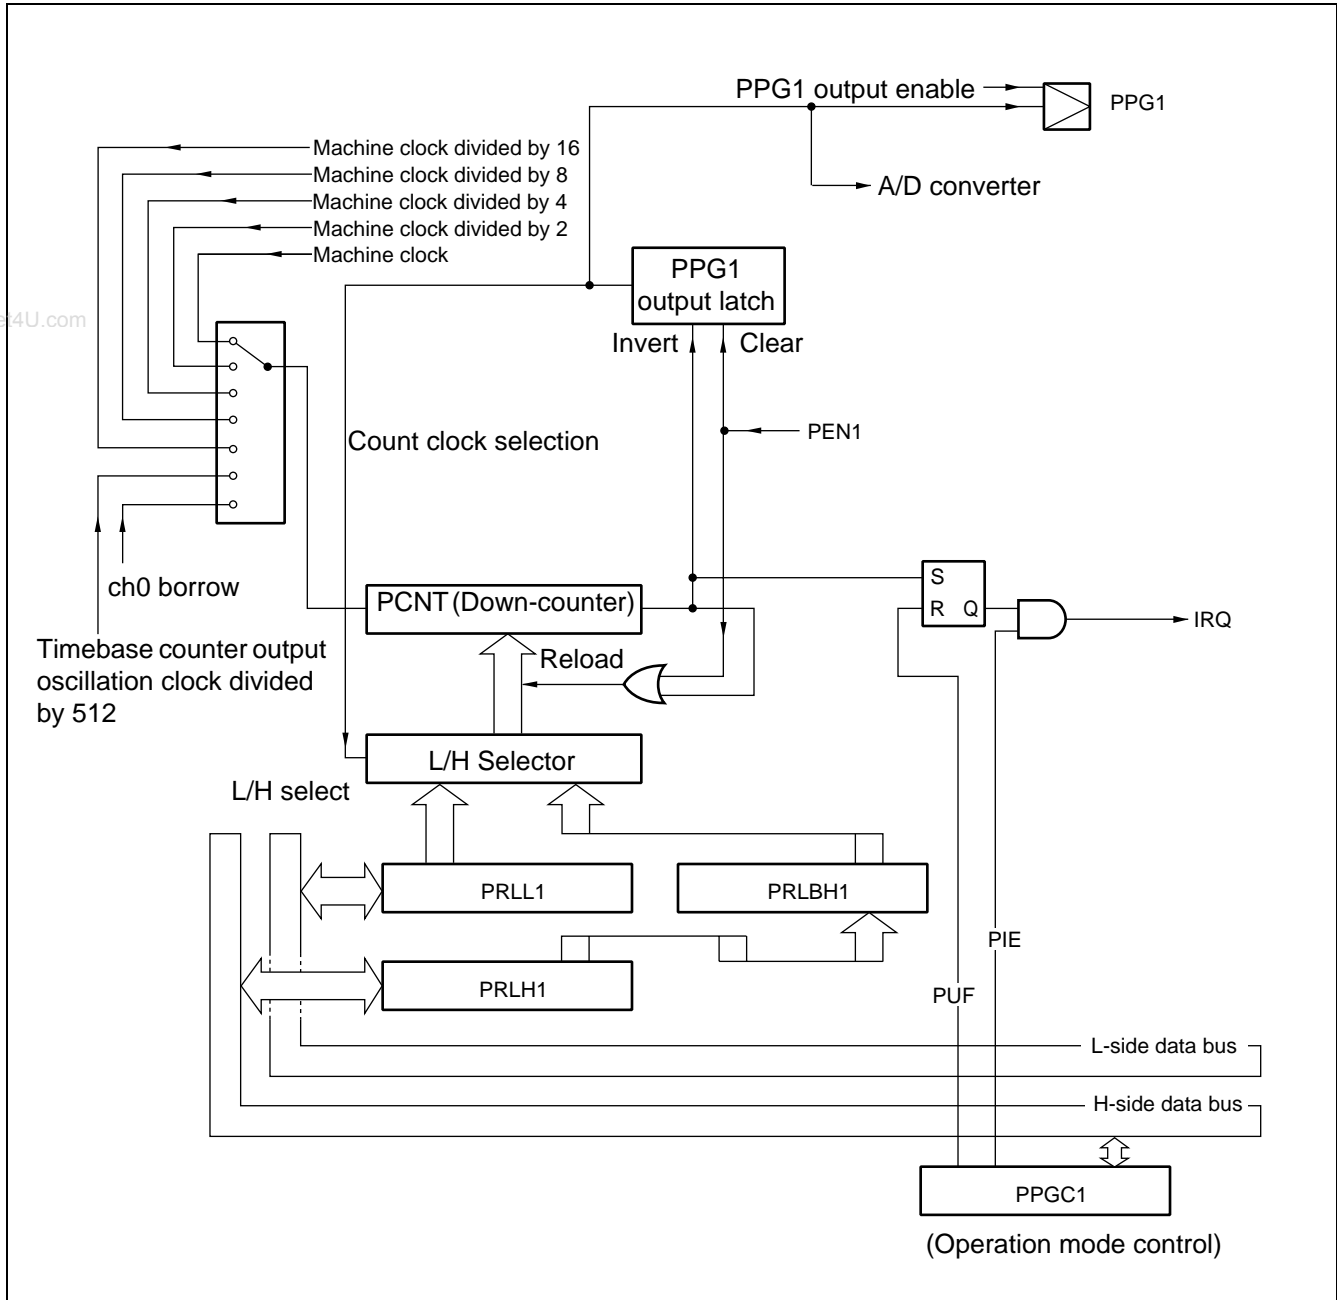 PPG1 output enable
PPG1
Machine clock divided by 16
Machine clock divided by 8
A/D converter
Machine clock divided by 4
Machine clock divided by 2
Machine clock
PPG1
output latch
et4U.com
Invert
Clear
Count clock selection
PEN1
ch0 borrow
PCNT (Down-counter)
S
R Q
IRQ
Timebase counter output
oscillation clock divided
by 512
Reload
L/H Selector
L/H select
PRLL1
PRLBH1
PIE
PRLH1
PUF
L-side data bus
H-side data bus
PPGC1
(Operation mode control)